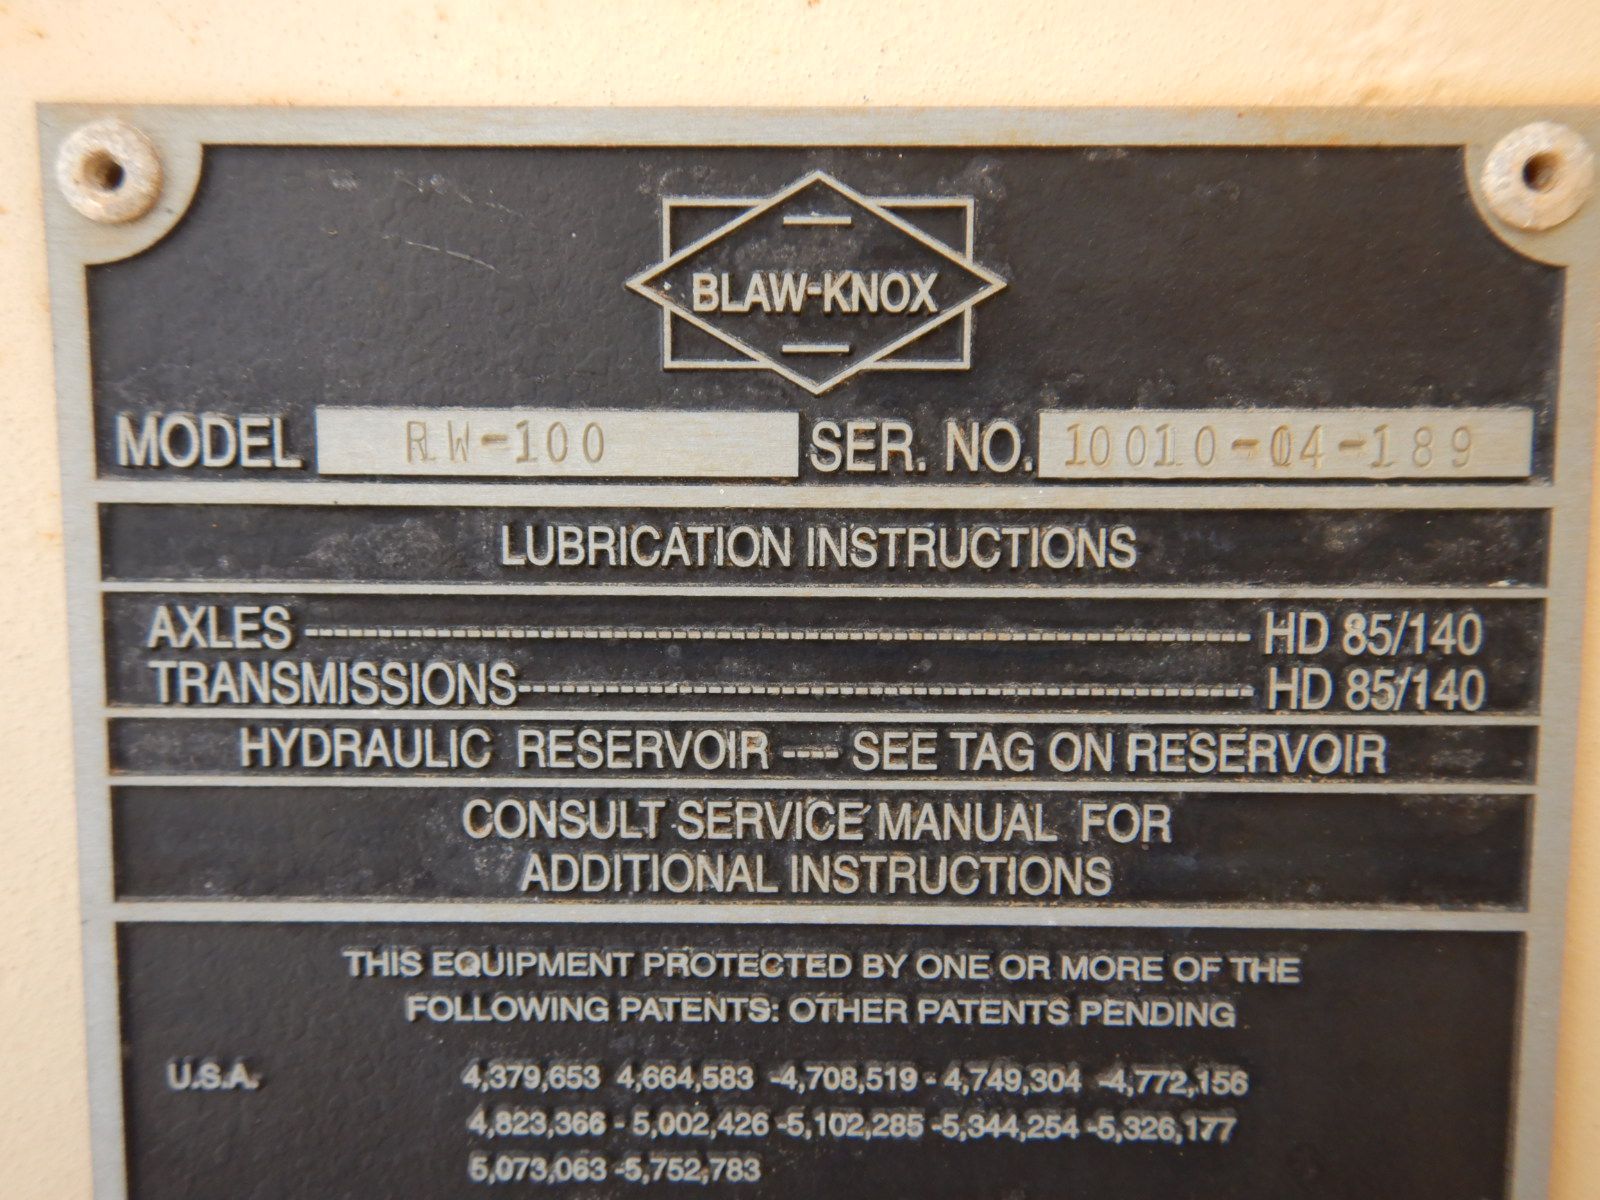 BLAW-KNOX
MODEL RW-100 SER. NO. 10010-04-189
LUBRICATION INSTRUCTIONS
AXLES ---------- HD 85/140
TRANSMISSIONS ---------- HD 85/140
HYDRAULIC RESERVOIR ---- SEE TAG ON RESERVOIR
CONSULT SERVICE MANUAL FOR
ADDITIONAL INSTRUCTIONS
THIS EQUIPMENT PROTECTED BY ONE OR MORE OF THE
FOLLOWING PATENTS: OTHER PATENTS PENDING
U.S.A. 4,379,653 4,664,583 -4,708,519 - 4,749,304 -4,772,156
4,823,366 - 5,002,426 -5,102,285 -5,344,254 -5,326,177
5,073,063 -5,752,783